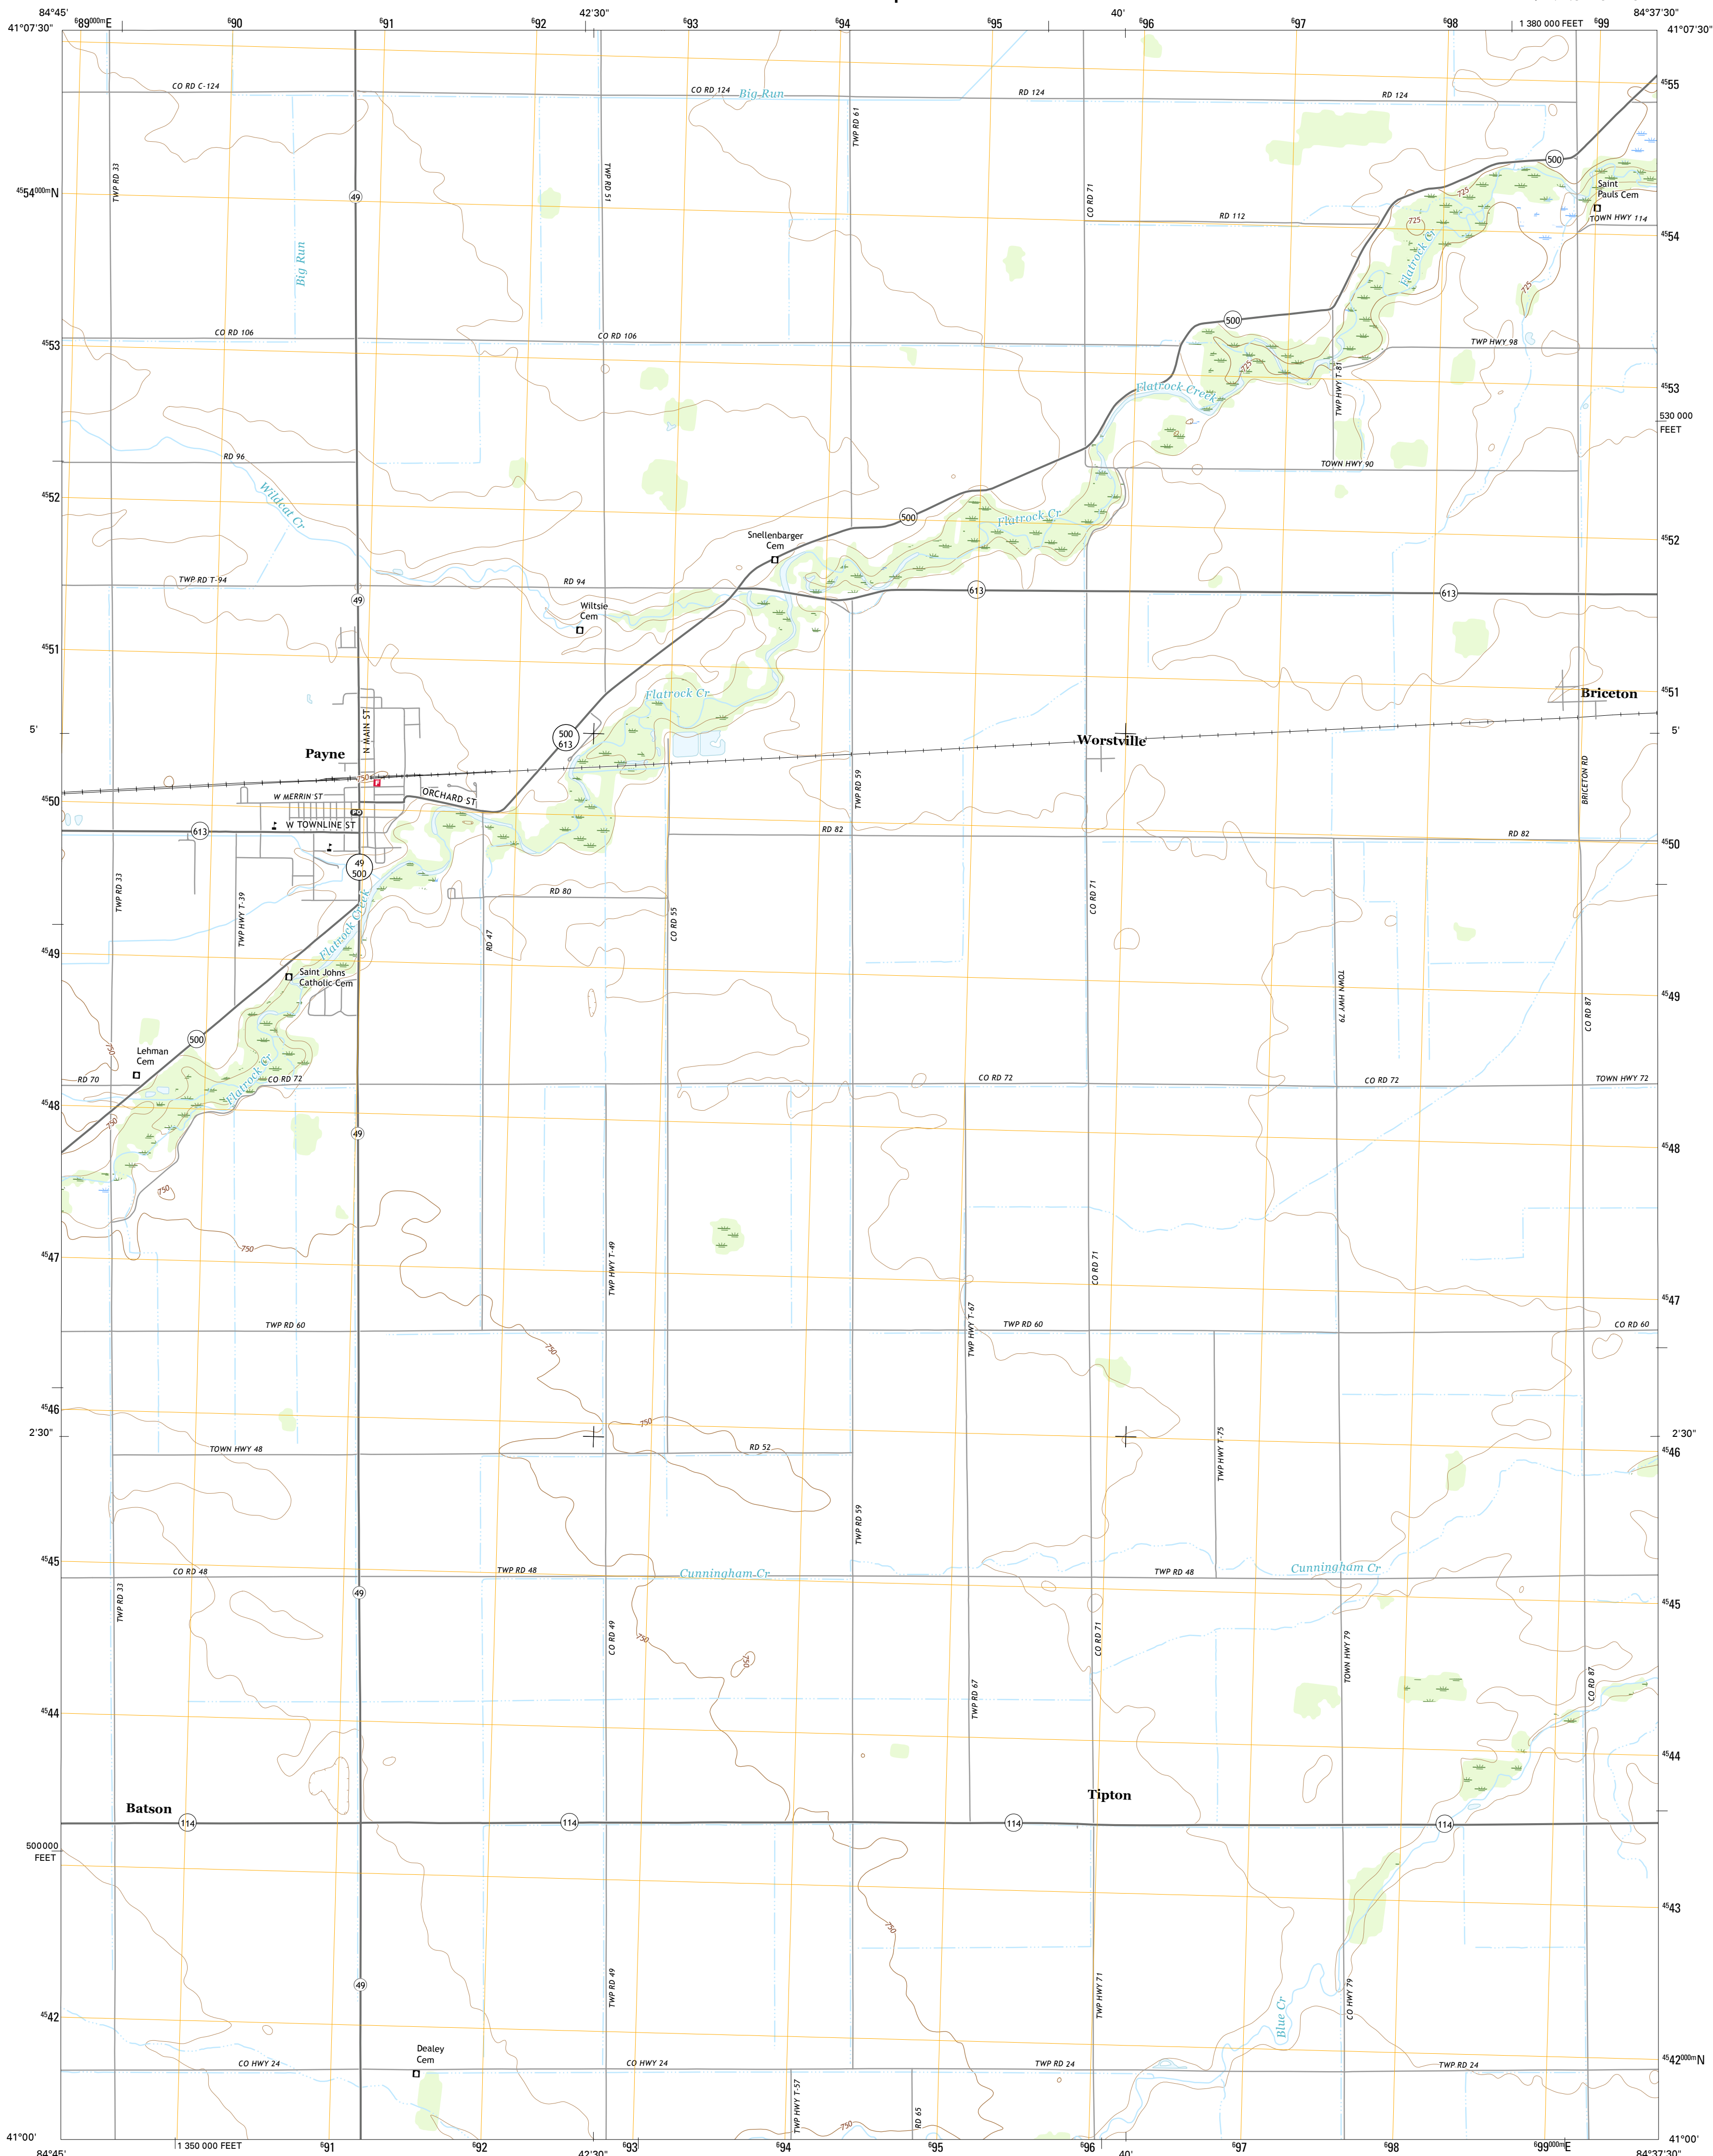 84°45' ⁶89⁰⁰⁰ᵐE ⁶90 ⁶91 ⁶92 42'30" ⁶93 ⁶94 ⁶95 40' ⁶96 ⁶97 ⁶98 1 380 000 FEET ⁶99 84°37'30"
41°07'30" 41°07'30"
CO RD C-124 CO RD 124 Big Run RD 124 RD 124 ⁴⁵55
TWP RD 61
500
TWP RD 33 TWP RD 51
⁴⁵54⁰⁰⁰ᵐN 49 CO RD 71 725 Saint
Pauls Cem
RD 112 725 TOWN HWY 114
⁴⁵54
Big Run Flatrock Cr
725
500
CO RD 106 CO RD 106
⁴⁵53 TWP HWY 98
725
Flatrock Creek TWP HWY T-81 ⁴⁵53
530 000
FEET
RD 96 TOWN HWY 90
⁴⁵52
Wildcat Cr 500 Flatrock Cr
Snellenbarger
Cem ⁴⁵52
TWP RD T-94 RD 94 613 613
49
Wiltsie
Cem
⁴⁵51
Flatrock Cr Briceton ⁴⁵51
N MAIN ST
5' 500
613 5'
Payne Worstville
750
TWP RD 59 BRICETON RD
W MERRIN ST ORCHARD ST
⁴⁵50
PO
613 W TOWNLINE ST RD 82 RD 82
⁴⁵50
49
500
TWP RD 33 TWP HWY T-39 RD 80 CO RD 71
Flatrock Creek RD 47 CO RD 55
⁴⁵49
Saint Johns
Catholic Cem
TOWN HWY 79 ⁴⁵49
CO RD 87
500
750 Lehman
Cem
RD 70 Flatrock Cr CO RD 72 CO RD 72 CO RD 72 TOWN HWY 72
⁴⁵48
750 49
⁴⁵48
750
750 TWP HWY T-49 CO RD 71
⁴⁵47
⁴⁵47
TWP RD 60 TWP HWY T-67 TWP RD 60 CO RD 60
750
⁴⁵46
750
2'30" 2'30"
TOWN HWY 48 RD 52 TWP HWY T-75 ⁴⁵46
TWP RD 59
⁴⁵45
CO RD 48 TWP RD 48 Cunningham Cr TWP RD 48 Cunningham Cr
TWP RD 33 49
⁴⁵45
CO RD 49 750 CO RD 71 TOWN HWY 79
750
TWP RD 67 CO RD 87
⁴⁵44
⁴⁵44
Batson Tipton
114 114 114 114
500000
FEET
⁴⁵43
750
49 TWP RD 49 TWP HWY 71 CO HWY 79
⁴⁵42 Blue Cr
Dealey
Cem
CO HWY 24 CO HWY 24 TWP RD 24 TWP RD 24 ⁴⁵42⁰⁰⁰ᵐN
TWP HWY T-57 750 RD 65
41°00' 41°00'
1 350 000 FEET ⁶91 ⁶92 ⁶93 ⁶94 ⁶95 ⁶96 ⁶97 ⁶98 ⁶99⁰⁰⁰ᵐE
84°45' 42'30" 40' 84°37'30"